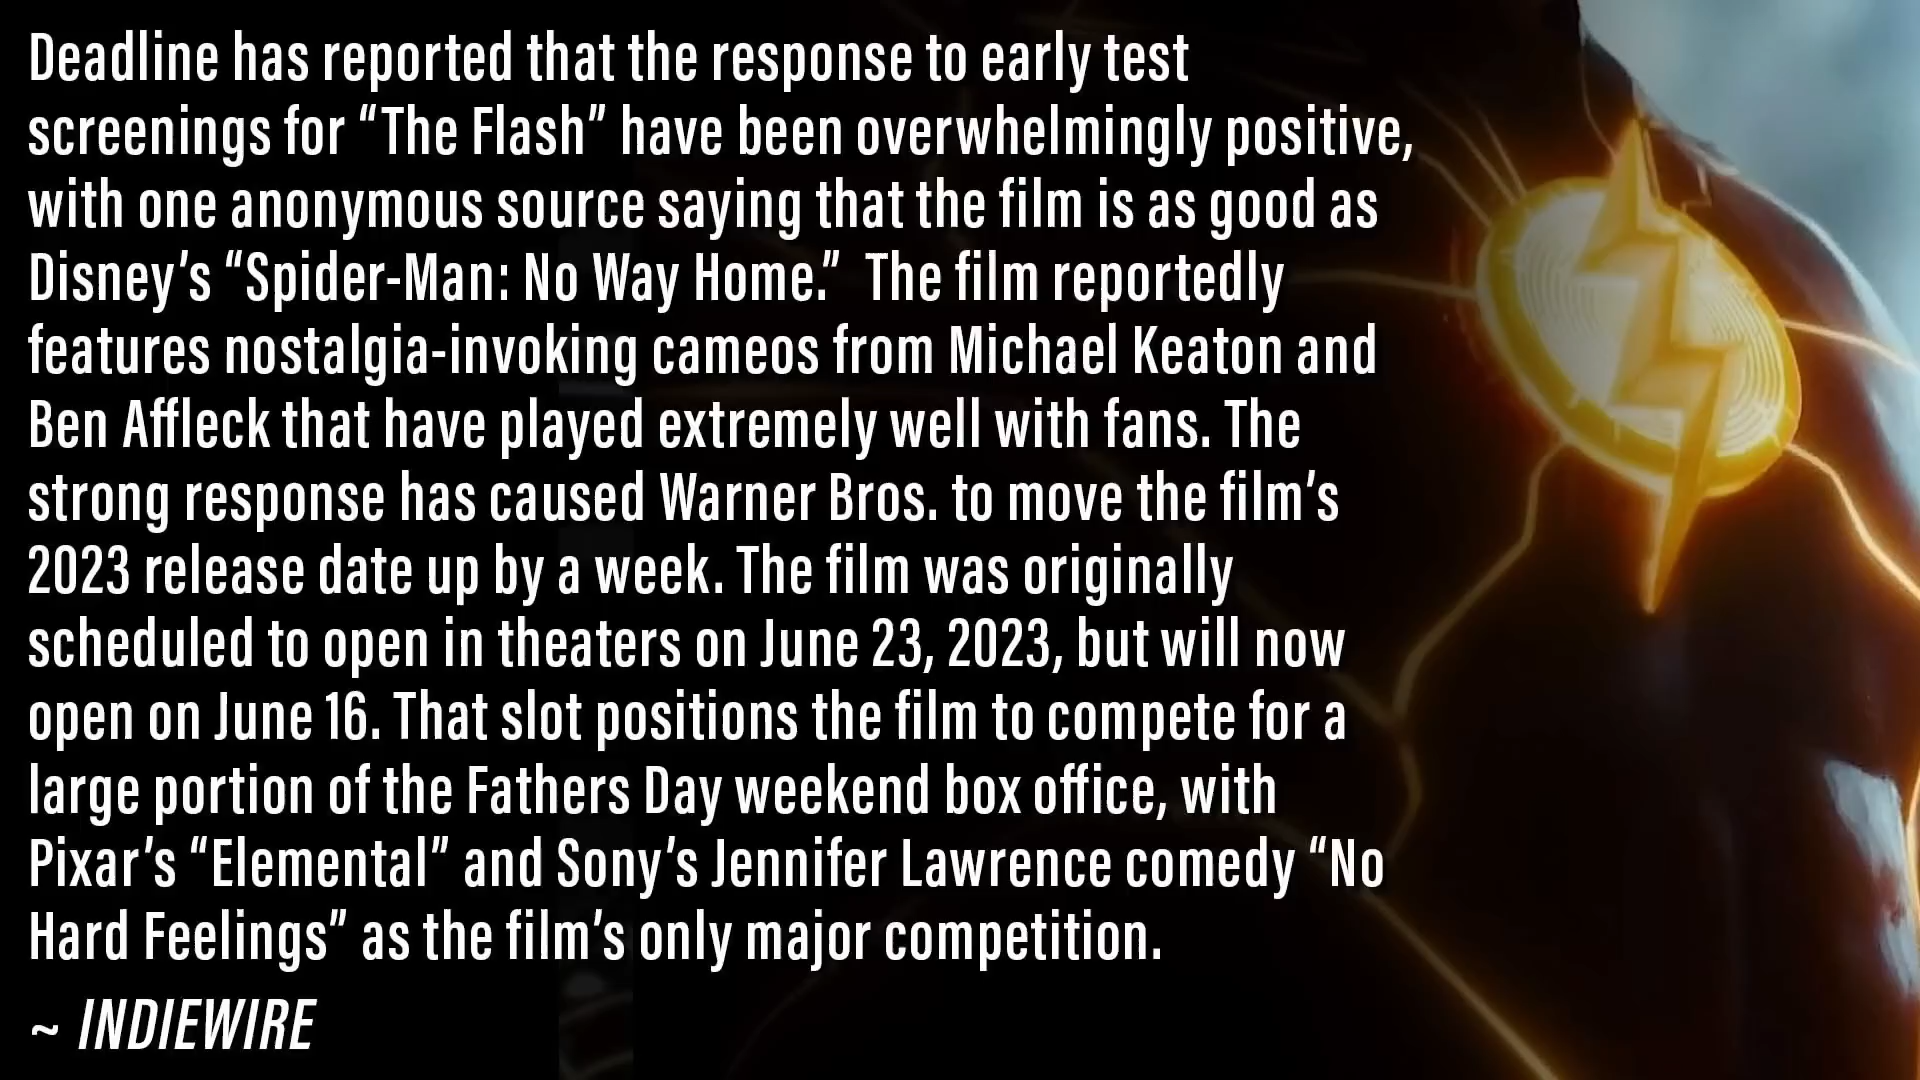 Deadline has reported that the response to early test
screenings for “The Flash” have been overwhelmingly positive,
with one anonymous source saying that the film is as good as
Disney’s “Spider-Man: No Way Home.”  The film reportedly
features nostalgia-invoking cameos from Michael Keaton and
Ben Affleck that have played extremely well with fans. The
strong response has caused Warner Bros. to move the film’s
2023 release date up by a week. The film was originally
scheduled to open in theaters on June 23, 2023, but will now
open on June 16. That slot positions the film to compete for a
large portion of the Fathers Day weekend box office, with
Pixar’s “Elemental” and Sony’s Jennifer Lawrence comedy “No
Hard Feelings” as the film’s only major competition.
~ INDIEWIRE